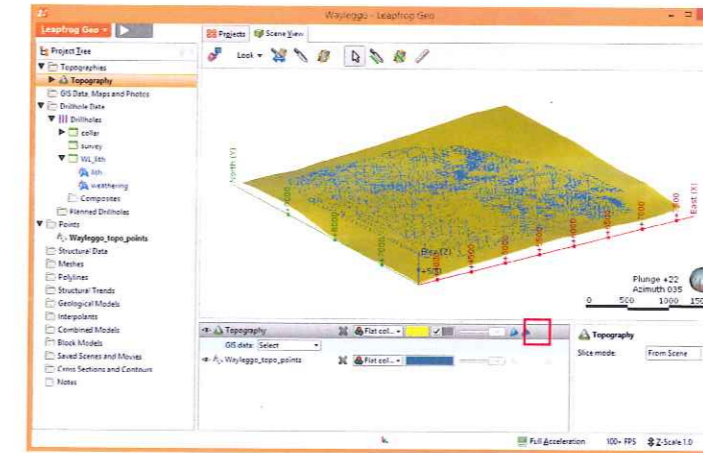 Wayleggo - Leapfrog Geo
Leapfrog Geo
Projects Scene View
Project Tree
Look
Topographies
Topography
GIS Data, Maps and Photos
Drillhole Data
Drillholes
collar
survey
WL_lith
lith
weathering
Composites
Planned Drillholes
Points
Wayleggo_topo_points
Structural Data
Meshes
Polylines
Structural Trends
Geological Models
Interpolants
Combined Models
Block Models
Saved Scenes and Movies
Cross Sections and Contours
Notes
North (Y)
East (X)
Elev (Z)
Plunge +22
Azimuth 035
0 500 1000 150
Topography Flat col...
GIS data: Select
Wayleggo_topo_points Flat col...
Topography
Slice mode: From Scene
Full Acceleration 100+ FPS Z-Scale 1.0